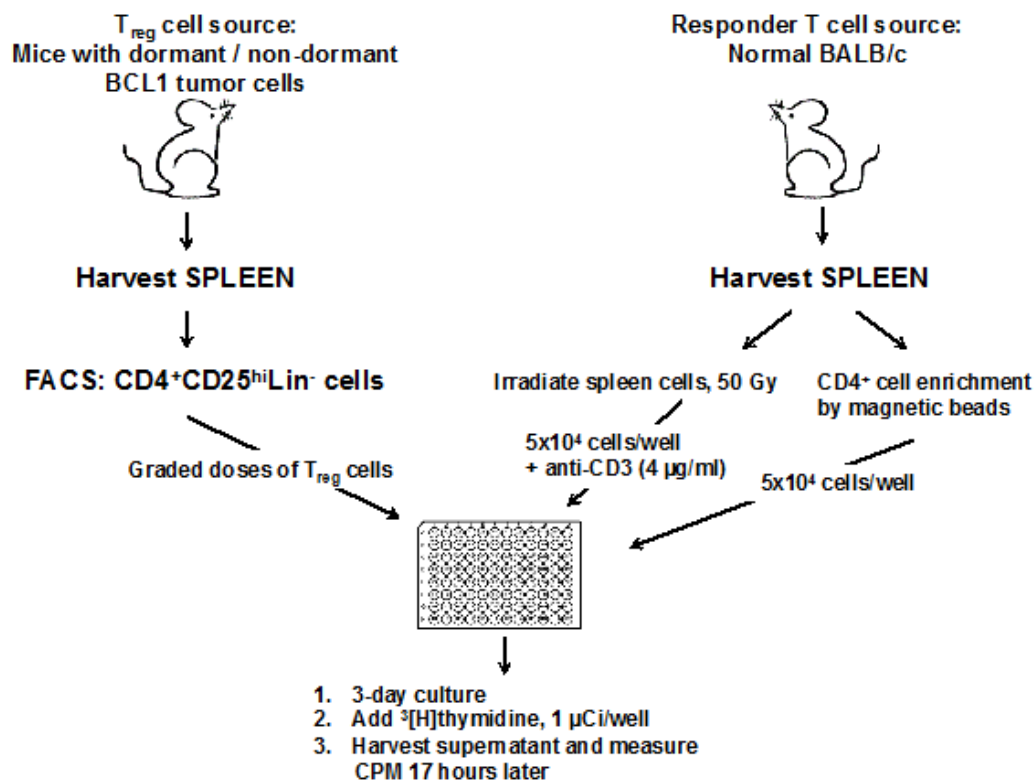 Treg cell source:
Mice with dormant / non-dormant
BCL1 tumor cells
Responder T cell source:
Normal BALB/c
Harvest SPLEEN
Harvest SPLEEN
FACS: CD4⁺CD25ʰⁱLin⁻ cells
Irradiate spleen cells, 50 Gy
CD4⁺ cell enrichment
by magnetic beads
5x10⁴ cells/well
+ anti-CD3 (4 µg/ml)
Graded doses of Treg cells
5x10⁴ cells/well
1. 3-day culture
2. Add ³[H]thymidine, 1 µCi/well
3. Harvest supernatant and measure
CPM 17 hours later